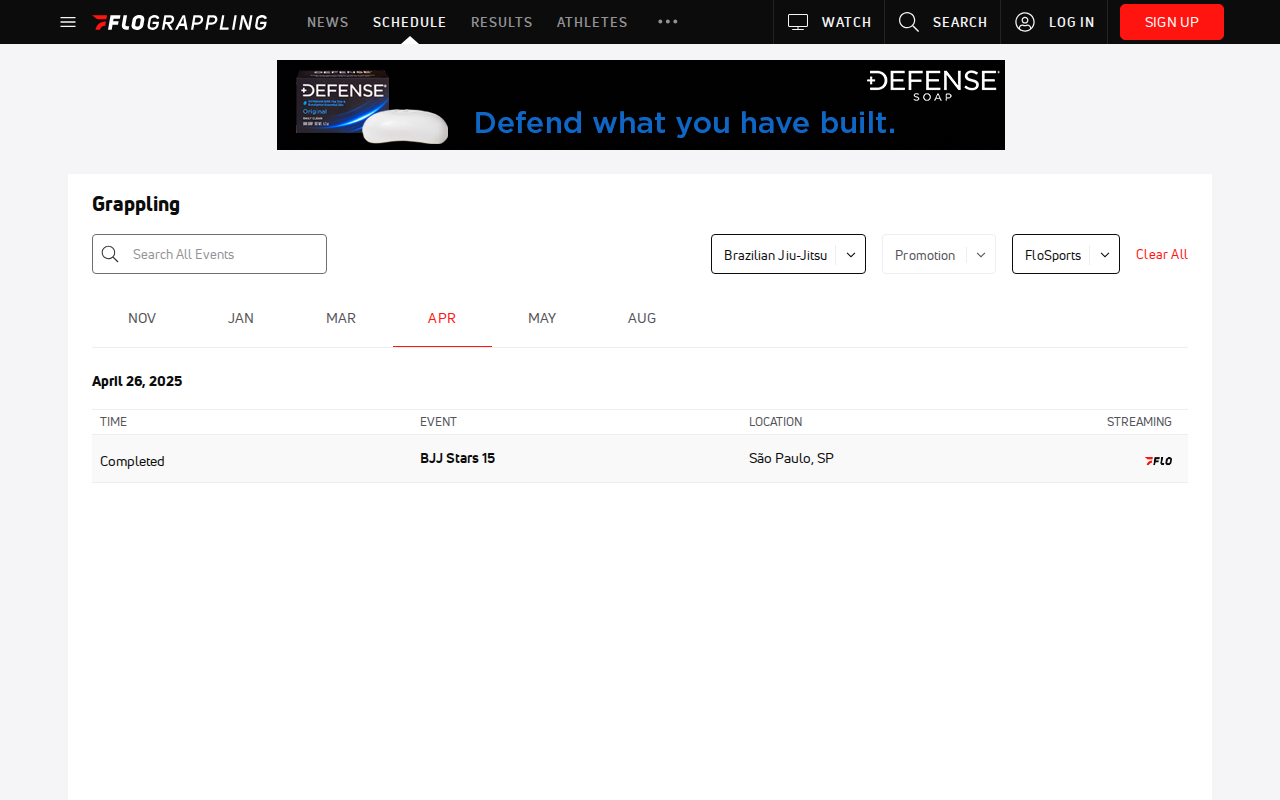 FLOGRAPPLING NEWS SCHEDULE RESULTS ATHLETES ••• WATCH SEARCH LOG IN SIGN UP
DEFENSE
DEFENSE
Original
SOAP
Defend what you have built.
Grappling
Search All Events
Brazilian Jiu-Jitsu
Promotion
FloSports
Clear All
NOV JAN MAR APR MAY AUG
April 26, 2025
TIME EVENT LOCATION STREAMING
Completed BJJ Stars 15 São Paulo, SP FLO